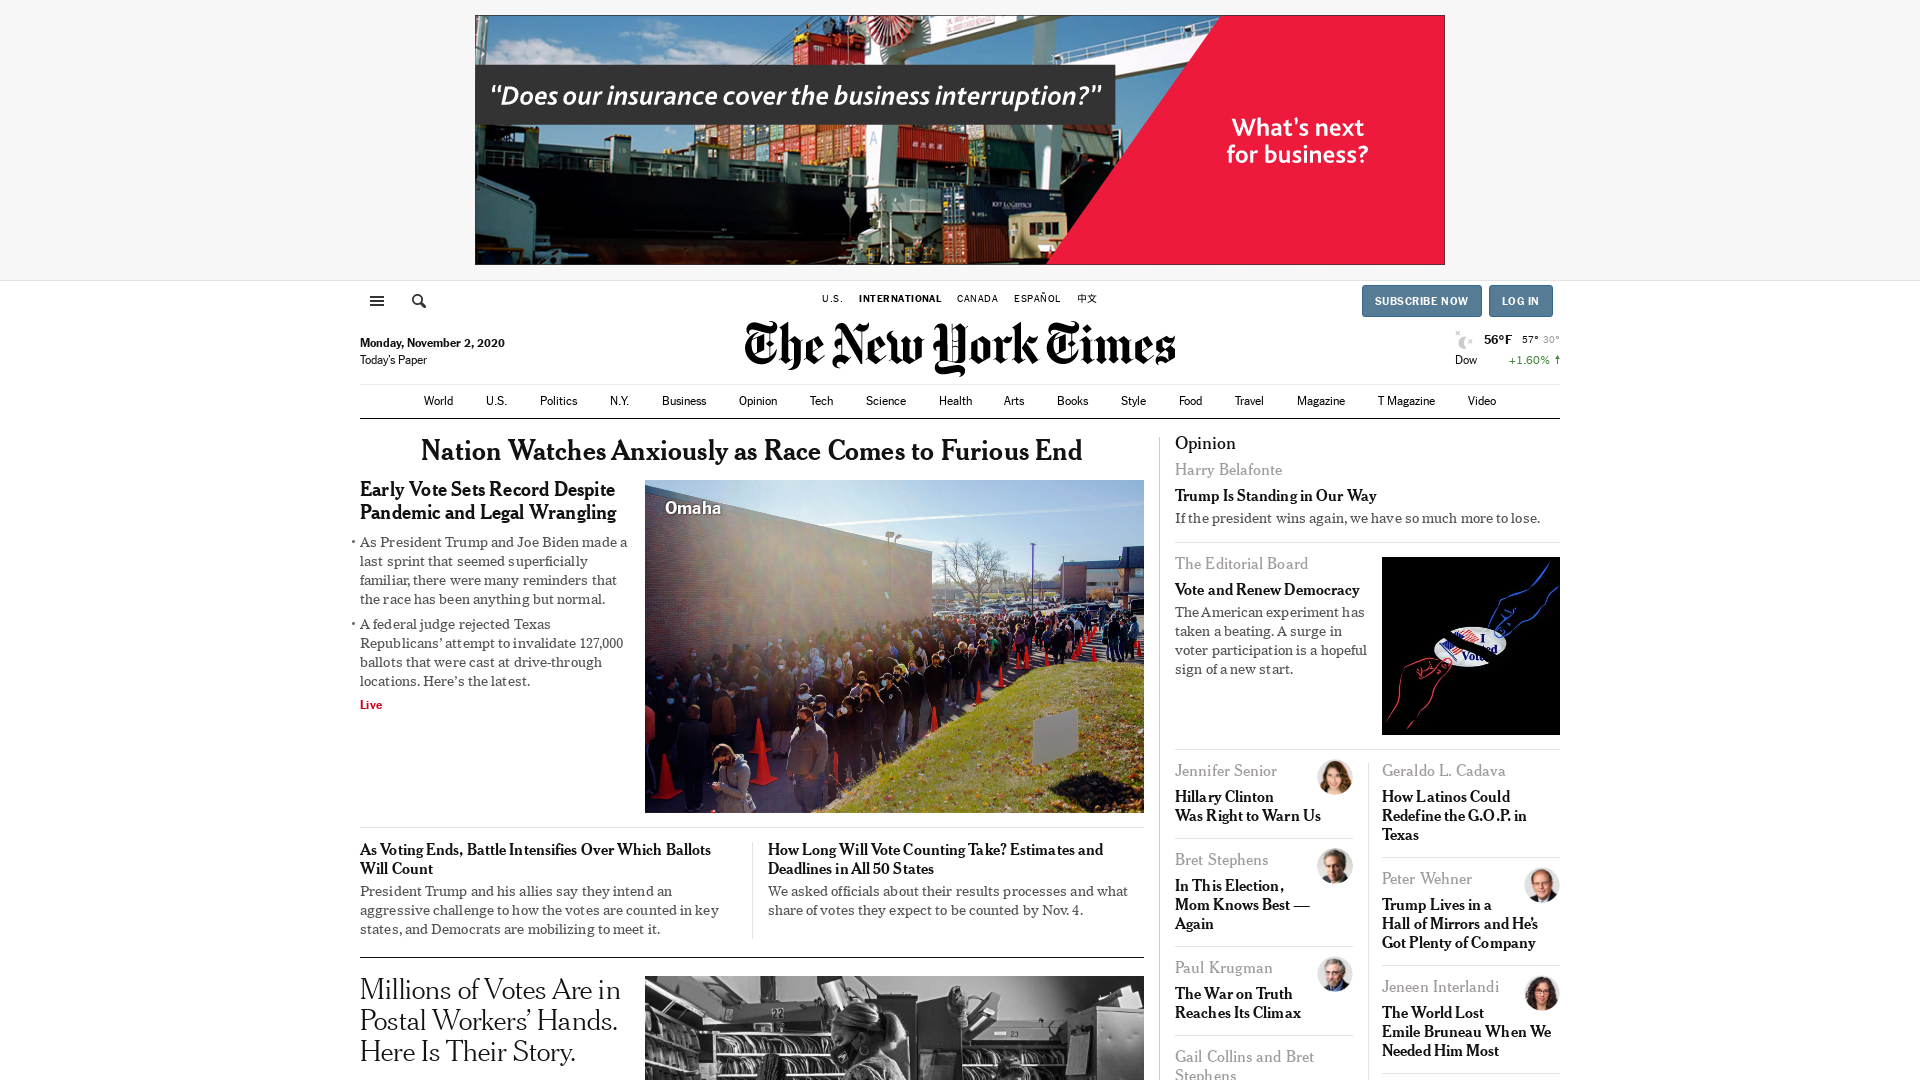 “Does our insurance cover the business interruption?”
What’s next
for business?
U.S. INTERNATIONAL CANADA ESPAÑOL 中文
SUBSCRIBE NOW LOG IN
Monday, November 2, 2020
Today’s Paper
The New York Times
56°F 57° 30°
Dow +1.60% ↑
World U.S. Politics N.Y. Business Opinion Tech Science Health Arts Books Style Food Travel Magazine T Magazine Video
Nation Watches Anxiously as Race Comes to Furious End
Early Vote Sets Record Despite
Pandemic and Legal Wrangling
• As President Trump and Joe Biden made a
last sprint that seemed superficially
familiar, there were many reminders that
the race has been anything but normal.
• A federal judge rejected Texas
Republicans’ attempt to invalidate 127,000
ballots that were cast at drive-through
locations. Here’s the latest.
Live
Omaha
As Voting Ends, Battle Intensifies Over Which Ballots
Will Count
President Trump and his allies say they intend an
aggressive challenge to how the votes are counted in key
states, and Democrats are mobilizing to meet it.
How Long Will Vote Counting Take? Estimates and
Deadlines in All 50 States
We asked officials about their results processes and what
share of votes they expect to be counted by Nov. 4.
Millions of Votes Are in
Postal Workers’ Hands.
Here Is Their Story.
22
23
Opinion
Harry Belafonte
Trump Is Standing in Our Way
If the president wins again, we have so much more to lose.
The Editorial Board
Vote and Renew Democracy
The American experiment has
taken a beating. A surge in
voter participation is a hopeful
sign of a new start.
Jennifer Senior
Hillary Clinton
Was Right to Warn Us
Bret Stephens
In This Election,
Mom Knows Best —
Again
Paul Krugman
The War on Truth
Reaches Its Climax
Gail Collins and Bret
Stephens
Geraldo L. Cadava
How Latinos Could
Redefine the G.O.P. in
Texas
Peter Wehner
Trump Lives in a
Hall of Mirrors and He’s
Got Plenty of Company
Jeneen Interlandi
The World Lost
Emile Bruneau When We
Needed Him Most